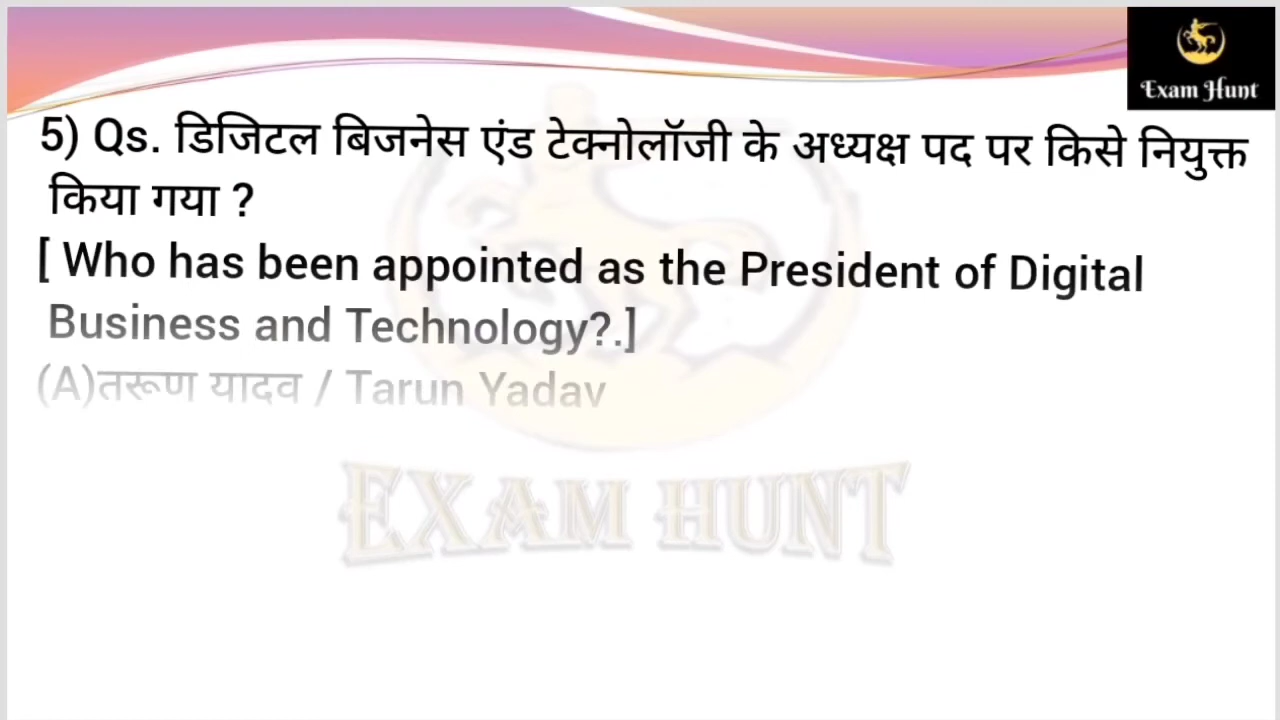 Exam Hunt
5) Qs. डिजिटल बिजनेस एंड टेक्नोलॉजी के अध्यक्ष पद पर किसे नियुक्त
किया गया ?
[ Who has been appointed as the President of Digital
Business and Technology?.]
(A)तरूण यादव / Tarun Yadav
EXAM HUNT